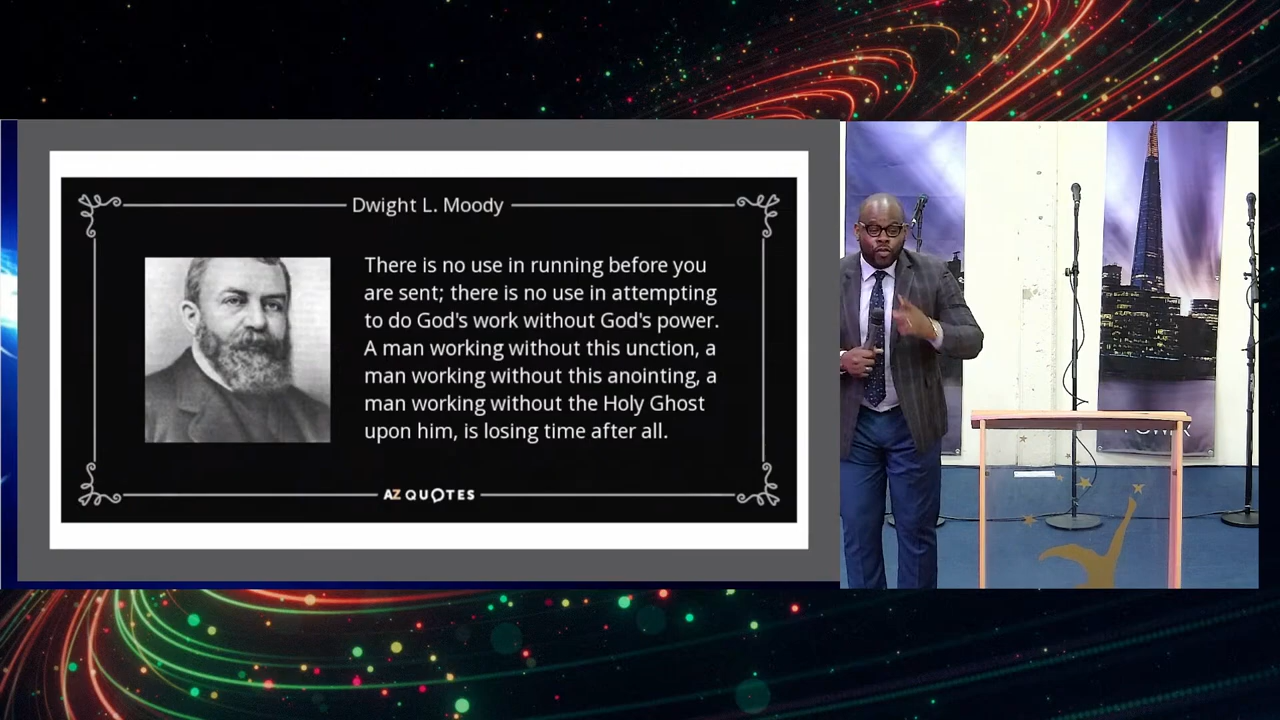 Dwight L. Moody
There is no use in running before you
are sent; there is no use in attempting
to do God's work without God's power.
A man working without this unction, a
man working without this anointing, a
man working without the Holy Ghost
upon him, is losing time after all.
AZ QUOTES
POWER